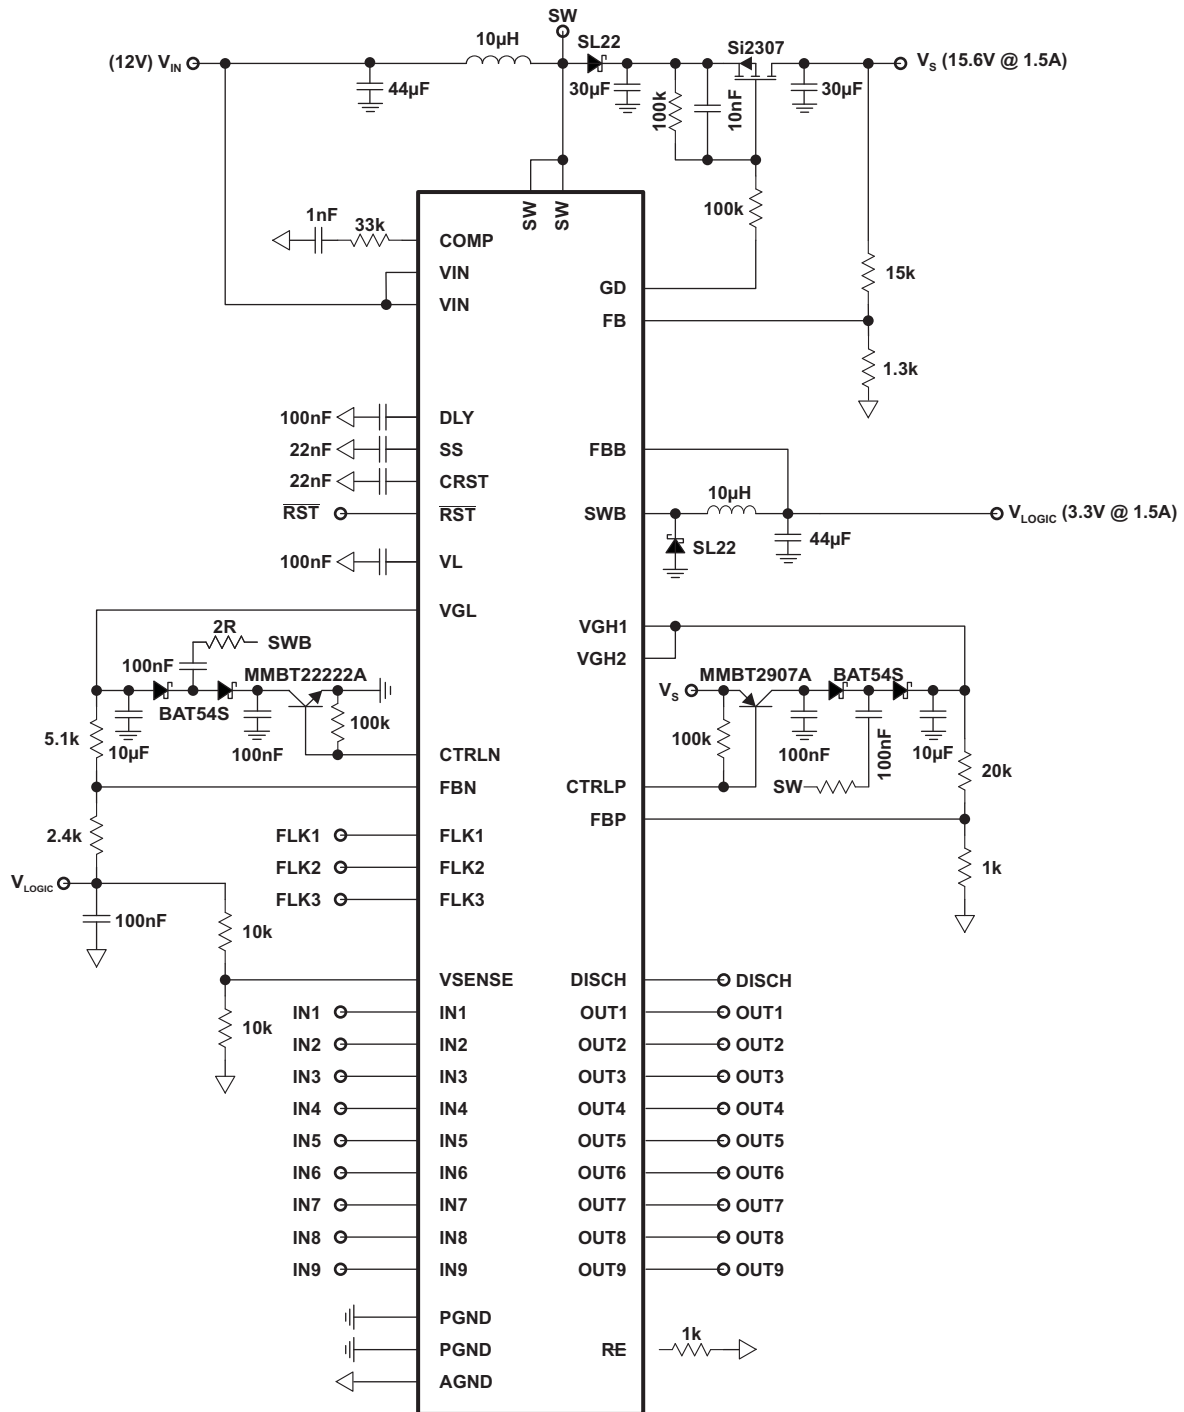 SW
10µH
SL22
Si2307
(12V) VIN
VS (15.6V @ 1.5A)
44µF
30µF
100k
10nF
30µF
SW
SW
100k
1nF
33k
COMP
VIN
VIN
GD
FB
15k
1.3k
100nF
DLY
22nF
SS
22nF
CRST
RST
RST
100nF
VL
FBB
10µH
SWB
VLOGIC (3.3V @ 1.5A)
SL22
44µF
VGL
2R
SWB
100nF
MMBT22222A
BAT54S
100k
5.1k
10µF
100nF
CTRLN
FBN
2.4k
VGH1
VGH2
MMBT2907A
BAT54S
VS
100k
100nF
100nF
10µF
CTRLP
SW
20k
FBP
1k
FLK1
FLK1
FLK2
FLK2
FLK3
FLK3
VLOGIC
100nF
10k
VSENSE
10k
DISCH
DISCH
IN1
IN1
OUT1
OUT1
IN2
IN2
OUT2
OUT2
IN3
IN3
OUT3
OUT3
IN4
IN4
OUT4
OUT4
IN5
IN5
OUT5
OUT5
IN6
IN6
OUT6
OUT6
IN7
IN7
OUT7
OUT7
IN8
IN8
OUT8
OUT8
IN9
IN9
OUT9
OUT9
PGND
PGND
RE
1k
AGND